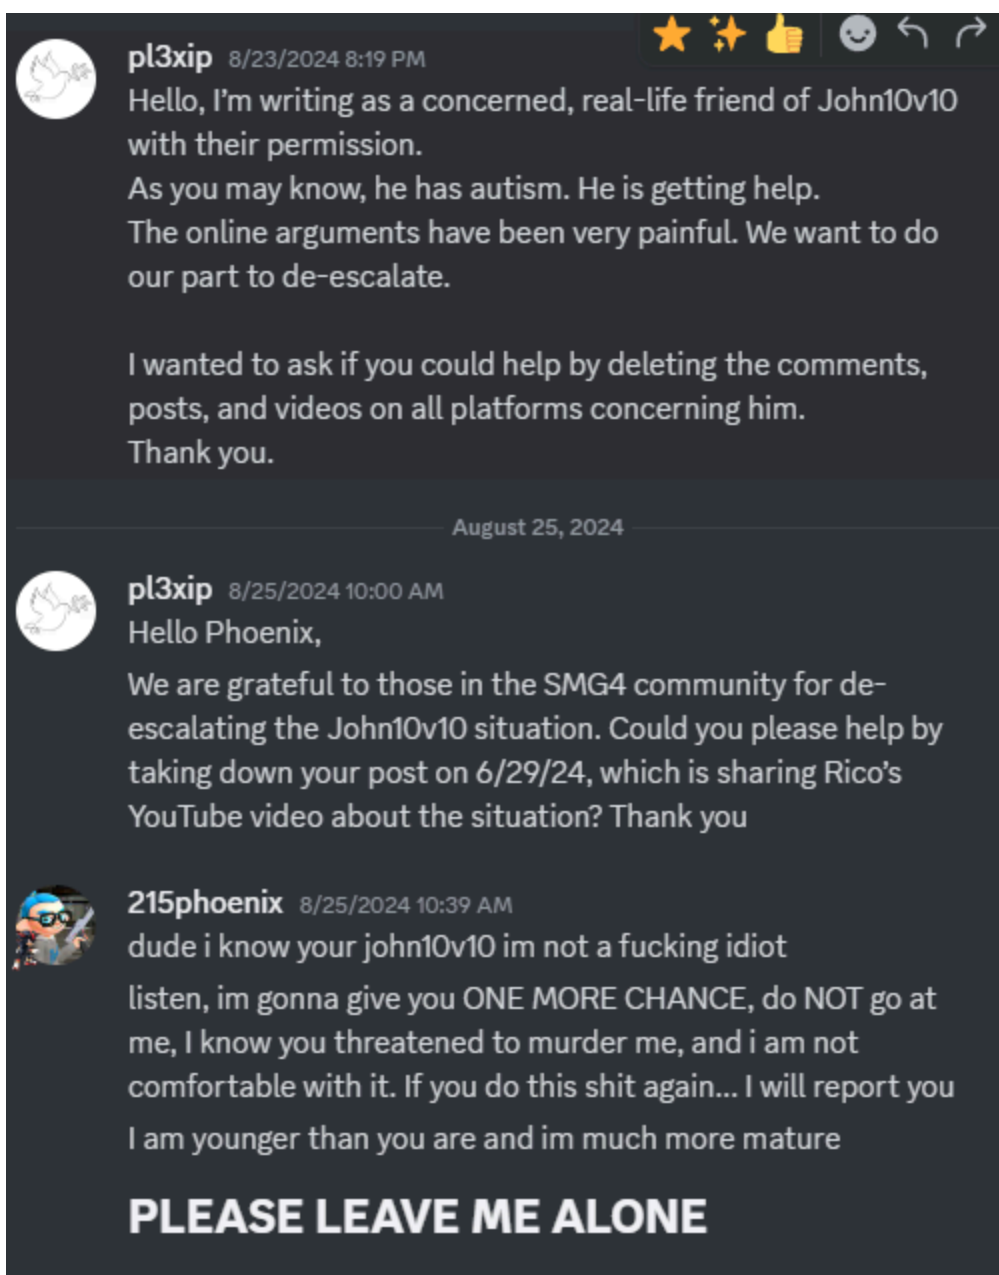 pl3xip 8/23/2024 8:19 PM
Hello, I'm writing as a concerned, real-life friend of John10v10
with their permission.
As you may know, he has autism. He is getting help.
The online arguments have been very painful. We want to do
our part to de-escalate.
I wanted to ask if you could help by deleting the comments,
posts, and videos on all platforms concerning him.
Thank you.
August 25, 2024
pl3xip 8/25/2024 10:00 AM
Hello Phoenix,
We are grateful to those in the SMG4 community for de-
escalating the John10v10 situation. Could you please help by
taking down your post on 6/29/24, which is sharing Rico's
YouTube video about the situation? Thank you
215phoenix 8/25/2024 10:39 AM
dude i know your john10v10 im not a fucking idiot
listen, im gonna give you ONE MORE CHANCE, do NOT go at
me, I know you threatened to murder me, and i am not
comfortable with it. If you do this shit again... I will report you
I am younger than you are and im much more mature
PLEASE LEAVE ME ALONE